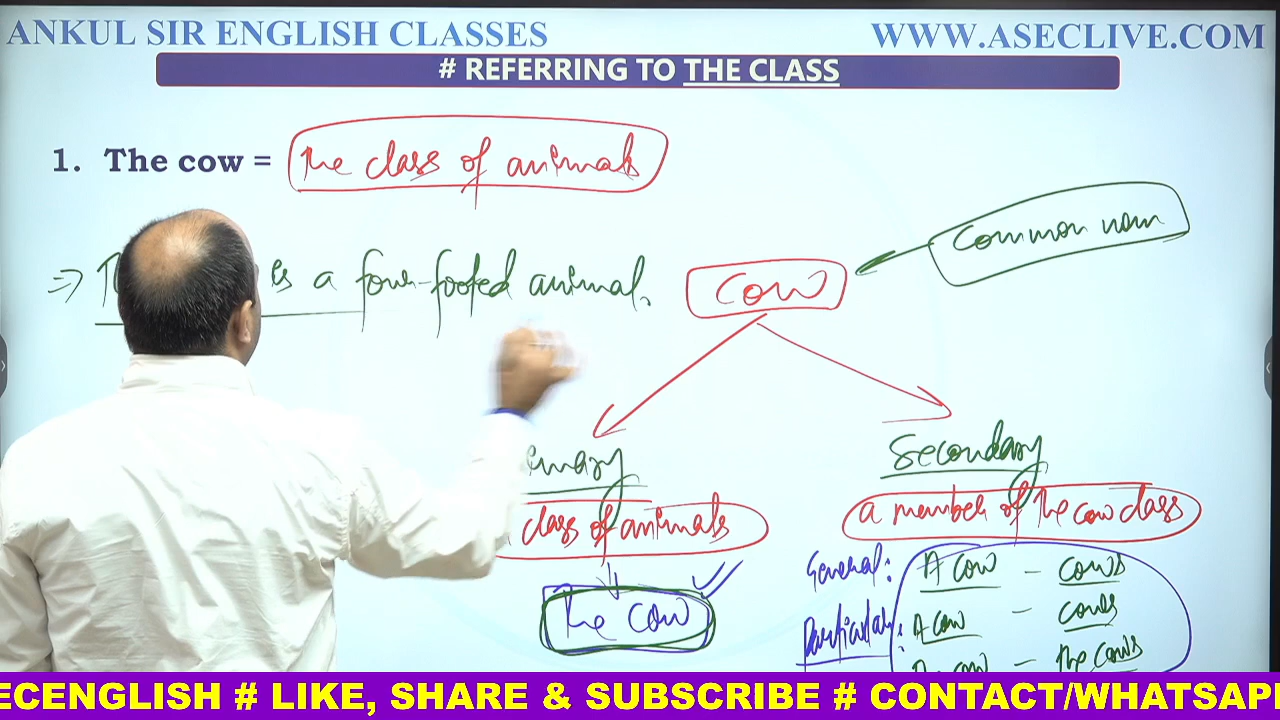 ANKUL SIR ENGLISH CLASSES
WWW.ASECLIVE.COM
# REFERRING TO THE CLASS
1. The cow = the class of animals
Common noun
⇒ is a four-footed animal.
cow
Secondary
class of animals
a member of the cow class
The cow
General: A cow - cows
Particular: A cow - cows
cow - the cows
ECENGLISH # LIKE, SHARE & SUBSCRIBE # CONTACT/WHATSAPP